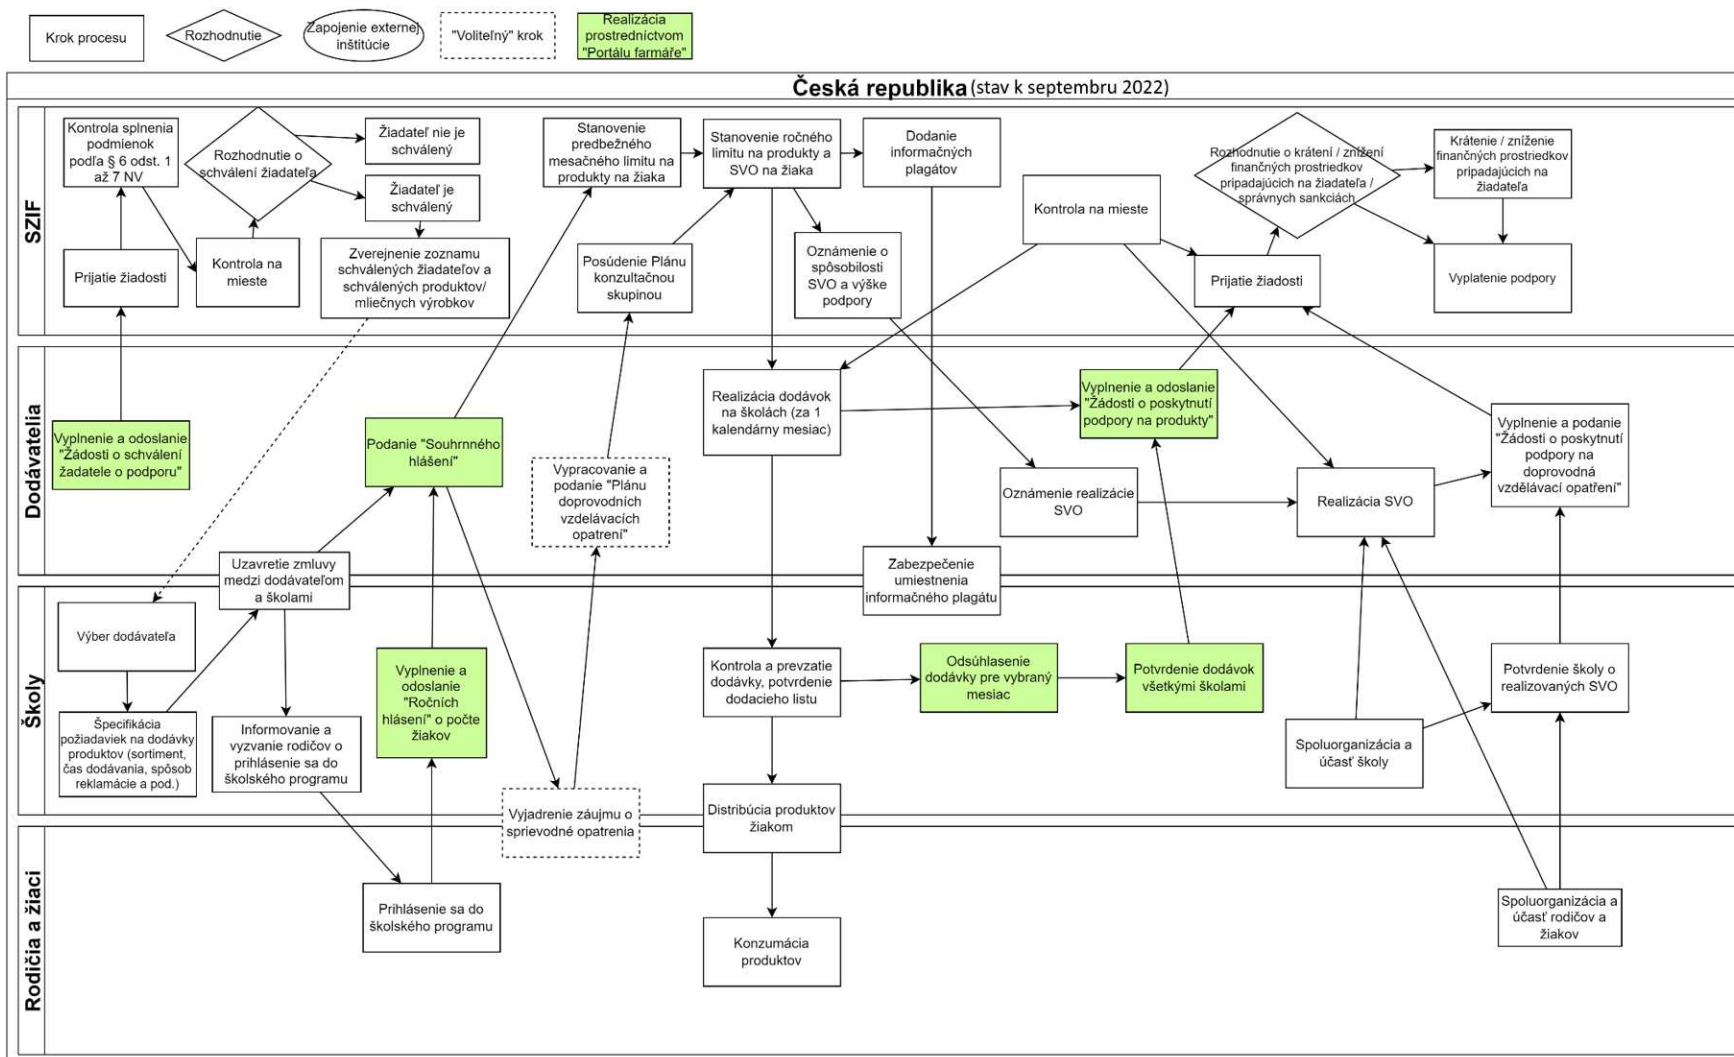 Krok procesu
Rozhodnutie
Zapojenie externej
inštitúcie
"Voliteľný" krok
Realizácia
prostredníctvom
"Portálu farmáře"
Česká republika (stav k septembru 2022)
SZIF
Kontrola splnenia
podmienok
podľa § 6 odst. 1
až 7 NV
Rozhodnutie o
schválení žiadateľa
Žiadateľ nie je
schválený
Žiadateľ je
schválený
Prijatie žiadosti
Kontrola na
mieste
Zverejnenie zoznamu
schválených žiadateľov a
schválených produktov/
mliečnych výrobkov
Stanovenie
predbežného
mesačného limitu na
produkty na žiaka
Stanovenie ročného
limitu na produkty a
SVO na žiaka
Dodanie
informačných
plagátov
Posúdenie Plánu
konzultačnou
skupinou
Oznámenie o
spôsobilosti
SVO a výške
podpory
Kontrola na mieste
Rozhodnutie o krátení / znížení
finančných prostriedkov
pripadajúcich na žiadateľa /
správnych sankciách
Krátenie / zníženie
finančných prostriedkov
pripadajúcich na
žiadateľa
Prijatie žiadosti
Vyplatenie podpory
Dodávatelia
Vyplnenie a odoslanie
"Žádosti o schválení
žadatele o podporu"
Podanie "Souhrnného
hlášení"
Vypracovanie a
podanie "Plánu
doprovodních
vzdelávacích
opatrení"
Realizácia dodávok
na školách (za 1
kalendárny mesiac)
Vyplnenie a odoslanie
"Žádosti o poskytnutí
podpory na produkty"
Oznámenie realizácie
SVO
Realizácia SVO
Vyplnenie a podanie
"Žádosti o poskytnutí
podpory na
doprovodná
vzdělávací opatření"
Uzavretie zmluvy
medzi dodávateľom
a školami
Zabezpečenie
umiestnenia
informačného plagátu
Školy
Výber dodávateľa
Špecifikácia
požiadaviek na dodávky
produktov (sortiment,
čas dodávania, spôsob
reklamácie a pod.)
Informovanie a
vyzvanie rodičov o
prihlásenie sa do
školského programu
Vyplnenie a
odoslanie
"Ročních
hlásení" o počte
žiakov
Vyjadrenie záujmu o
sprievodné opatrenia
Kontrola a prevzatie
dodávky, potvrdenie
dodacieho listu
Odsúhlasenie
dodávky pre vybraný
mesiac
Potvrdenie dodávok
všetkými školami
Spoluorganizácia a
účasť školy
Potvrdenie školy o
realizovaných SVO
Distribúcia produktov
žiakom
Rodičia a žiaci
Prihlásenie sa do
školského programu
Konzumácia
produktov
Spoluorganizácia a
účasť rodičov a
žiakov